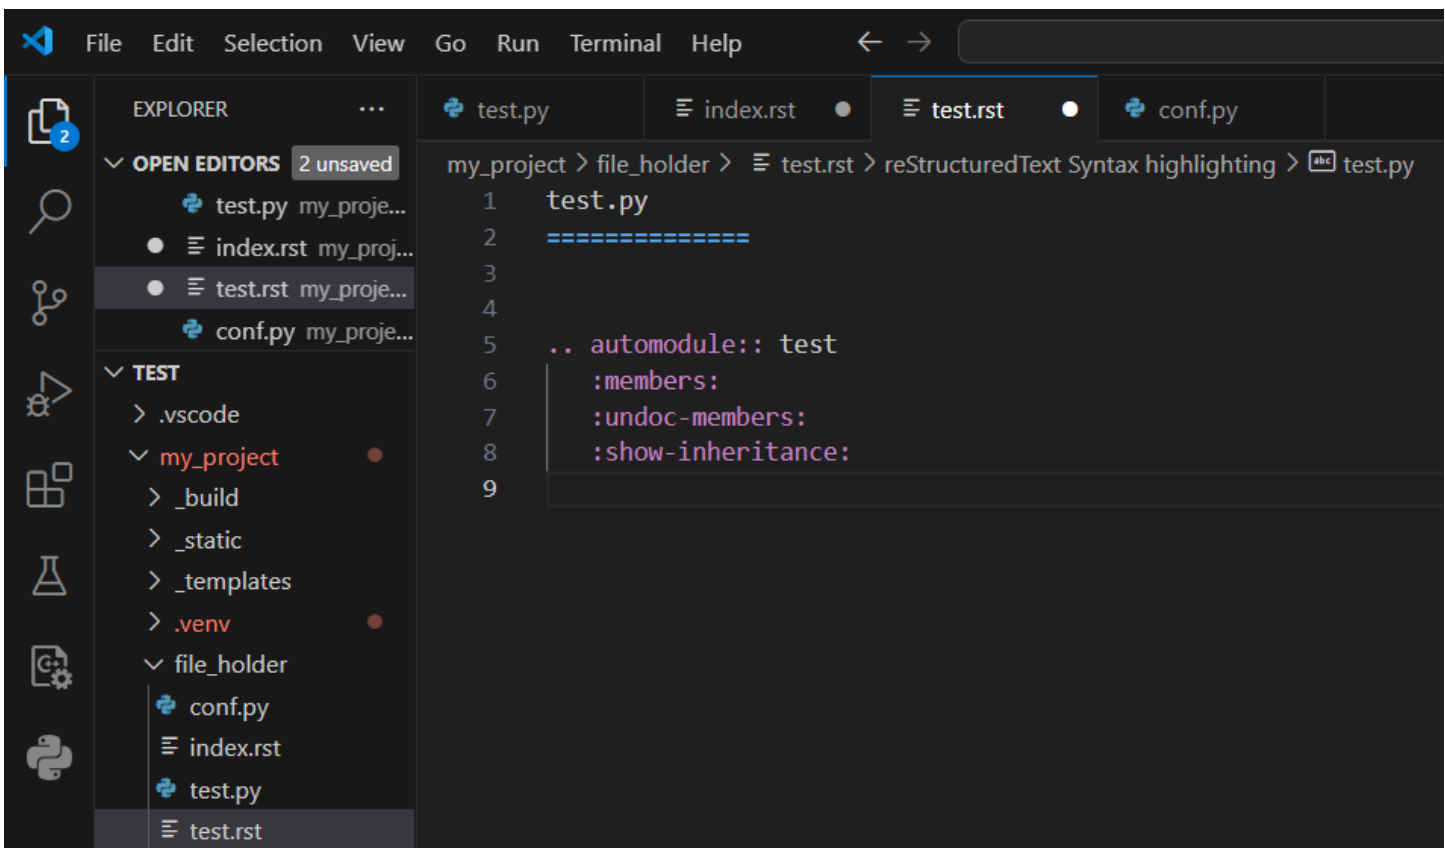 File Edit Selection View Go Run Terminal Help
EXPLORER ...
test.py index.rst test.rst conf.py
OPEN EDITORS 2 unsaved
test.py my_proje...
index.rst my_proj...
test.rst my_proje...
conf.py my_proje...
TEST
.vscode
my_project
_build
_static
_templates
.venv
file_holder
conf.py
index.rst
test.py
test.rst
2
my_project > file_holder > test.rst > reStructuredText Syntax highlighting > abc test.py
1 test.py
2 ==============
3
4
5 .. automodule:: test
6 :members:
7 :undoc-members:
8 :show-inheritance:
9